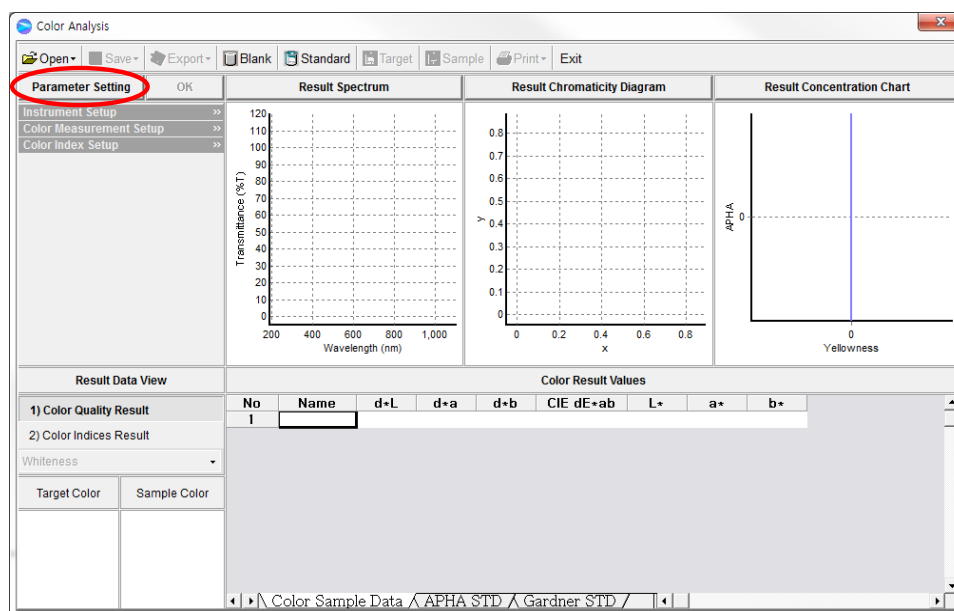 Color Analysis
Open Save Export Blank Standard Target Sample Print Exit
Parameter Setting OK Result Spectrum Result Chromaticity Diagram Result Concentration Chart
Instrument Setup »
Color Measurement Setup »
Color Index Setup »
120
110
100
90
80
70
60
50
40
30
20
10
0
Transmittance (%T)
200 400 600 800 1,000
Wavelength (nm)
0.8
0.7
0.6
0.5
0.4
0.3
0.2
0.1
0
y
0 0.2 0.4 0.6 0.8
x
APHA
0
0
Yellowness
Result Data View Color Result Values
1) Color Quality Result
2) Color Indices Result
Whiteness
Target Color Sample Color
No Name d*L d*a d*b CIE dE*ab L* a* b*
1
Color Sample Data APHA STD Gardner STD